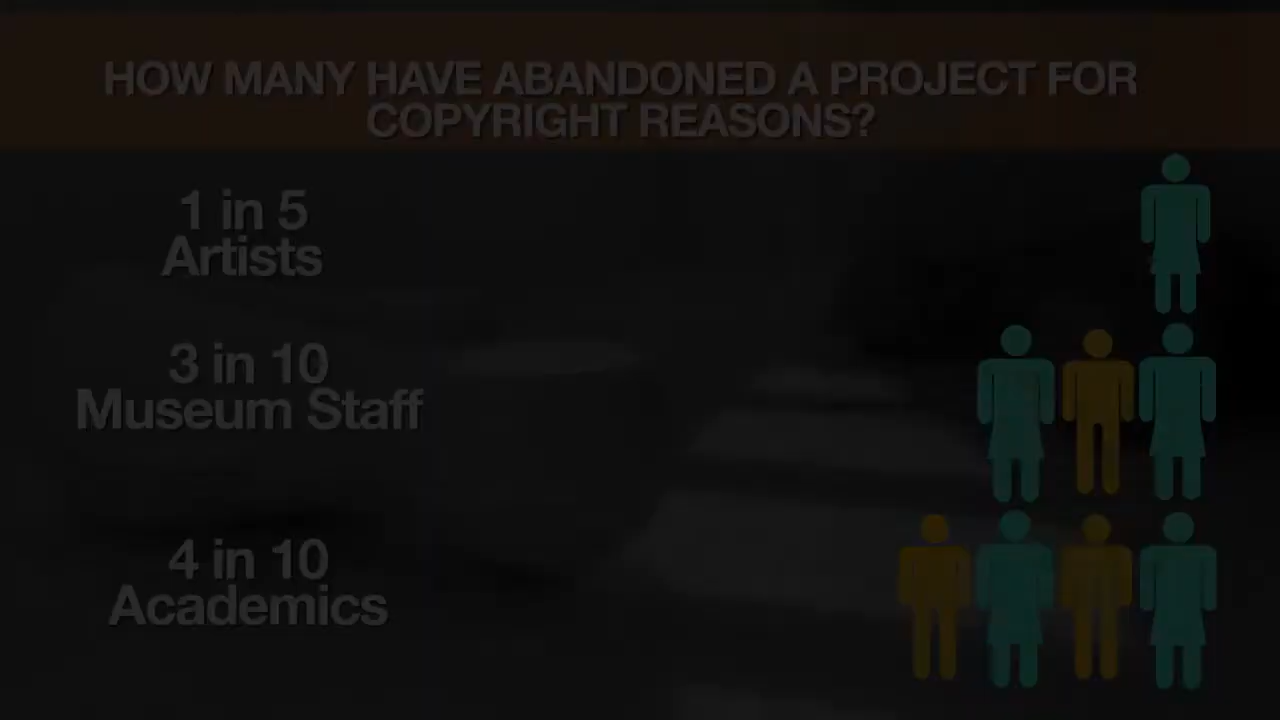 HOW MANY HAVE ABANDONED A PROJECT FOR
COPYRIGHT REASONS?
1 in 5
Artists
3 in 10
Museum Staff
4 in 10
Academics